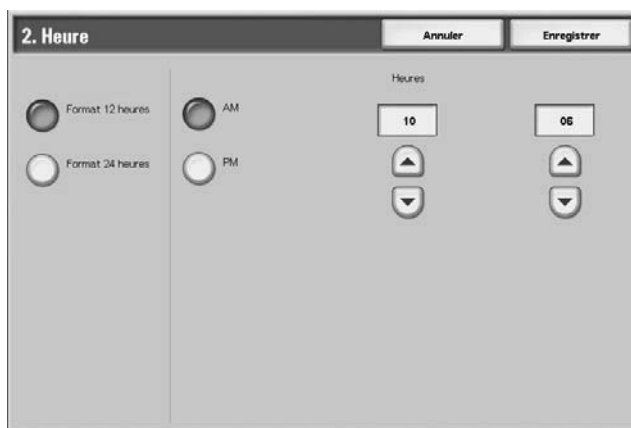 2. Heure
Annuler
Enregistrer
Heures
Format 12 heures
AM
10
06
Format 24 heures
PM